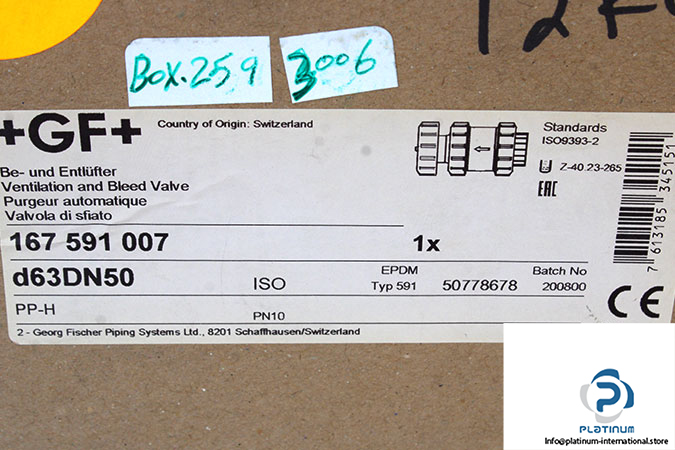 BOX.259
3006
+GF+
Country of Origin: Switzerland
Be- und Entlüfter
Ventilation and Bleed Valve
Purgeur automatique
Valvola di sfiato
Standards
ISO9393-2
Z-40.23-265
EAC
7 613185 345151
167 591 007
1x
d63DN50
ISO
EPDM
Typ 591
50778678
Batch No
200800
PP-H
PN10
CE
2 - Georg Fischer Piping Systems Ltd., 8201 Schaffhausen/Switzerland
PLATINUM
Info@platinum-international.store